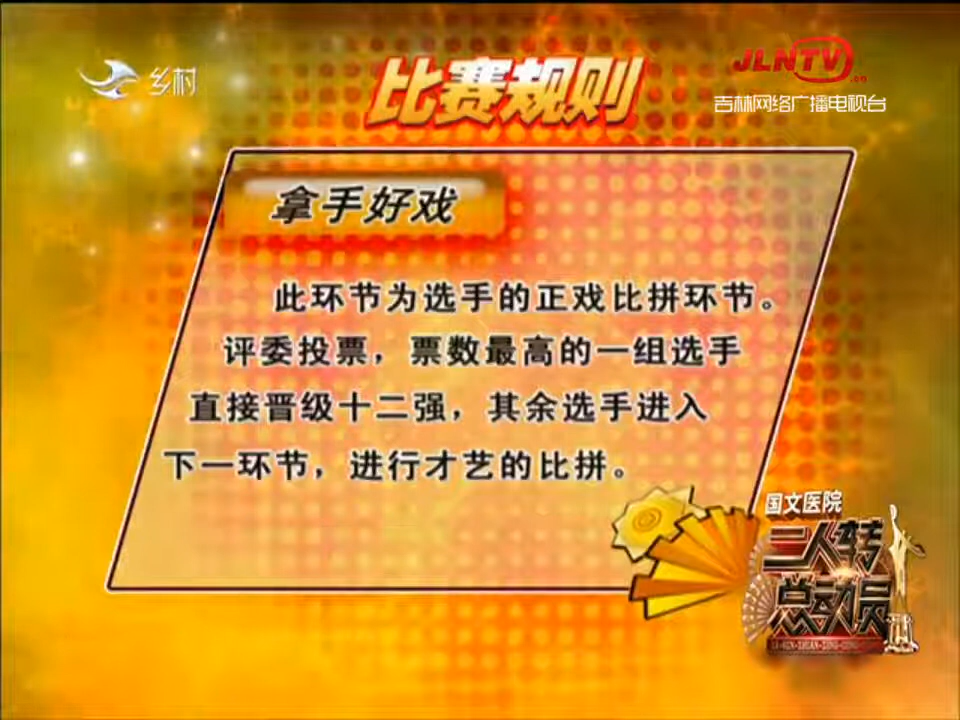 乡村
比赛规则
JLNTV.cn
吉林网络广播电视台
拿手好戏
此环节为选手的正戏比拼环节。
评委投票，票数最高的一组选手
直接晋级十二强，其余选手进入
下一环节，进行才艺的比拼。
国文医院
二人转
总动员